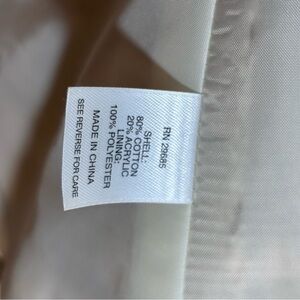 RN 29685
SHELL:
80% COTTON
20% ACRYLIC
LINING:
100% POLYESTER
MADE IN CHINA
SEE REVERSE FOR CARE